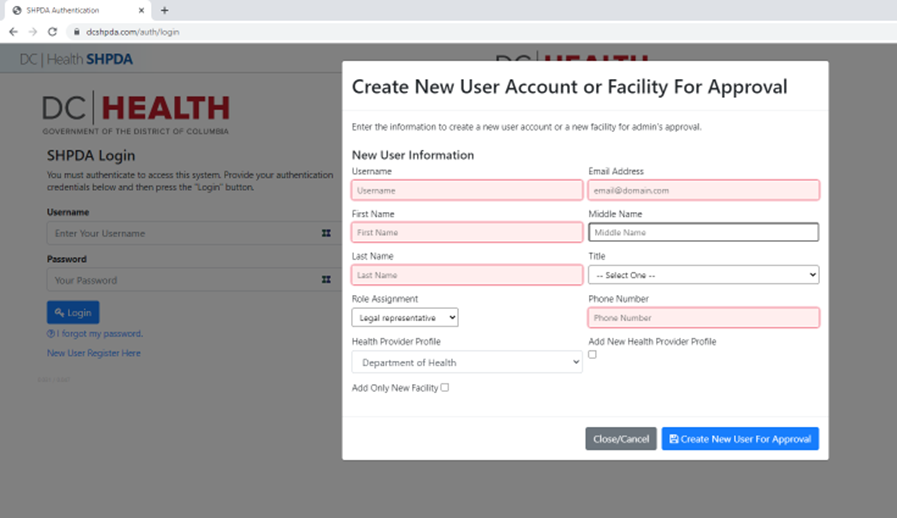 SHPDA Authentication
dcshpda.com/auth/login
DC | Health SHPDA
DC HEALTH
DC HEALTH
GOVERNMENT OF THE DISTRICT OF COLUMBIA
SHPDA Login
You must authenticate to access this system. Provide your authentication
credentials below and then press the "Login" button.
Username
Enter Your Username
Password
Your Password
Login
I forgot my password.
New User Register Here
Create New User Account or Facility For Approval
Enter the information to create a new user account or a new facility for admin's approval.
New User Information
Username
Email Address
Username
email@domain.com
First Name
Middle Name
First Name
Middle Name
Last Name
Title
Last Name
-- Select One --
Role Assignment
Phone Number
Legal representative
Phone Number
Health Provider Profile
Add New Health Provider Profile
Department of Health
Add Only New Facility
Close/Cancel
Create New User For Approval